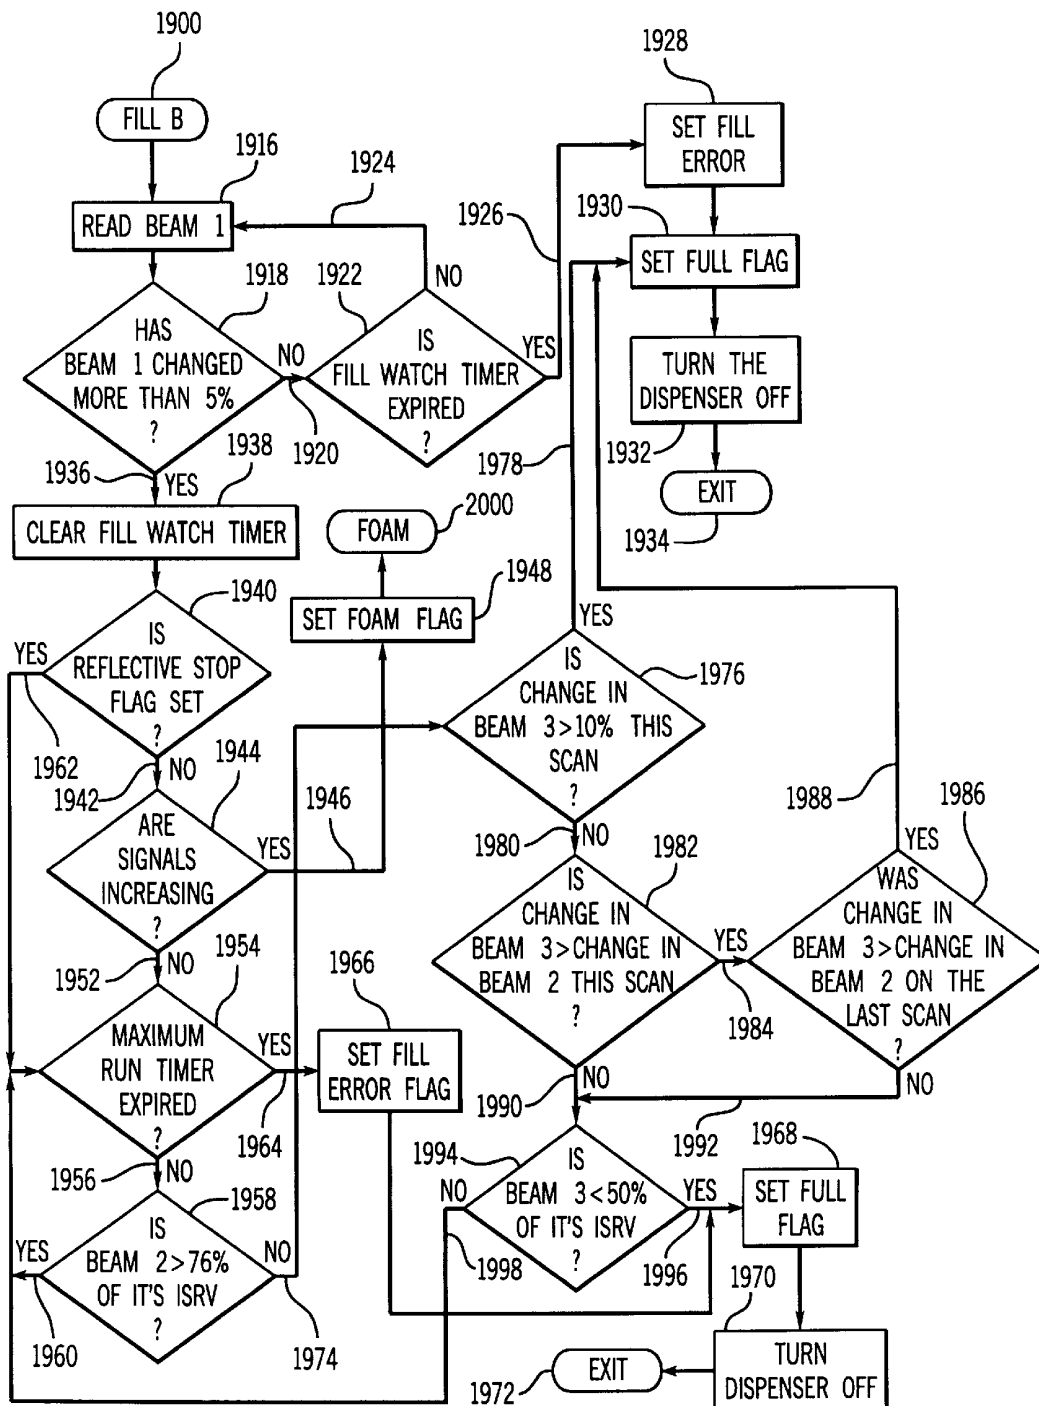 1900
FILL B
1916
READ BEAM 1
1924
1918
HAS
BEAM 1 CHANGED
MORE THAN 5%
?
NO
1920
1922
IS
FILL WATCH TIMER
EXPIRED
?
NO
YES
1926
1928
SET FILL
ERROR
1930
SET FULL FLAG
TURN THE
DISPENSER OFF
1932
EXIT
1934
1936
YES
1938
CLEAR FILL WATCH TIMER
1940
IS
REFLECTIVE STOP
FLAG SET
?
YES
1962
1942
NO
1944
ARE
SIGNALS
INCREASING
?
YES
1946
1948
SET FOAM FLAG
FOAM
2000
1952
NO
1954
MAXIMUM
RUN TIMER
EXPIRED
?
YES
1964
1966
SET FILL
ERROR FLAG
1956
NO
1958
IS
BEAM 2>76%
OF IT'S ISRV
?
YES
1960
NO
1974
1978
YES
1976
IS
CHANGE IN
BEAM 3>10% THIS
SCAN
?
1980
NO
1982
IS
CHANGE IN
BEAM 3>CHANGE IN
BEAM 2 THIS SCAN
?
YES
1984
1988
1986
YES
WAS
CHANGE IN
BEAM 3>CHANGE IN
BEAM 2 ON THE
LAST SCAN
?
NO
1990
NO
1992
1994
IS
BEAM 3<50%
OF IT'S ISRV
?
NO
1998
YES
1996
1968
SET FULL
FLAG
1970
TURN
DISPENSER OFF
EXIT
1972